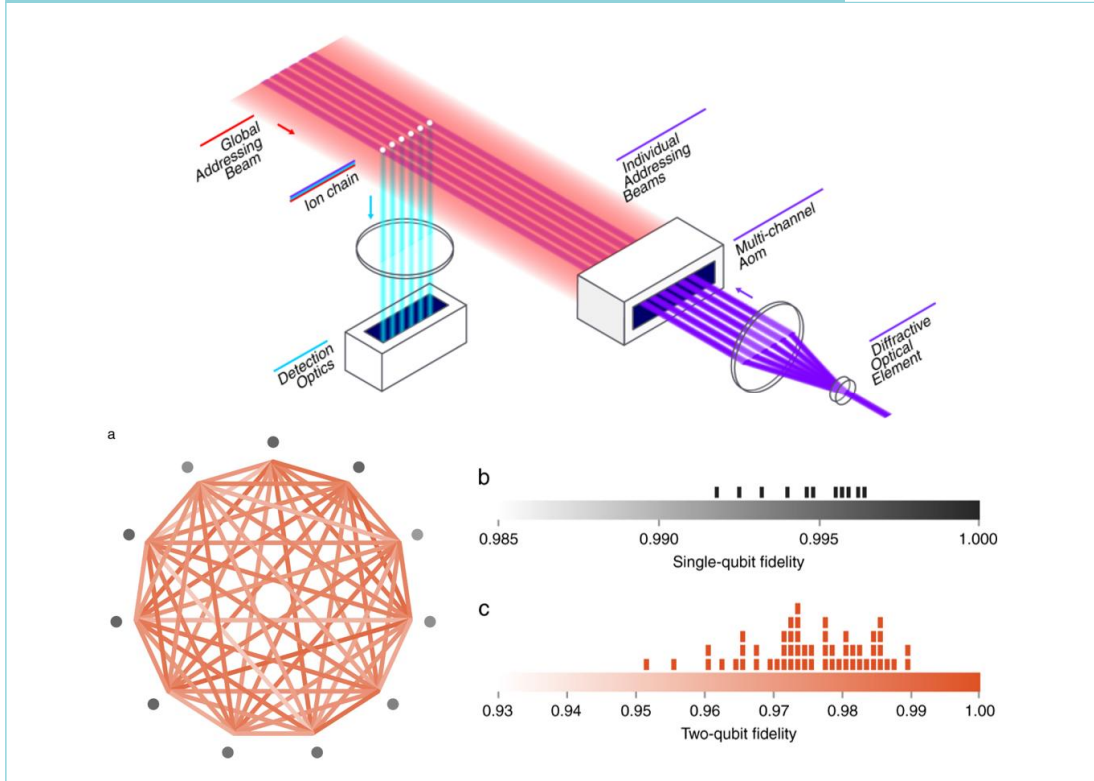 Global
Addressing
Beam
Ion chain
Individual
Addressing
Beams
Multi-channel
Aom
Detection
Optics
Diffractive
Optical
Element
a
b
0.985 0.990 0.995 1.000
Single-qubit fidelity
c
0.93 0.94 0.95 0.96 0.97 0.98 0.99 1.00
Two-qubit fidelity